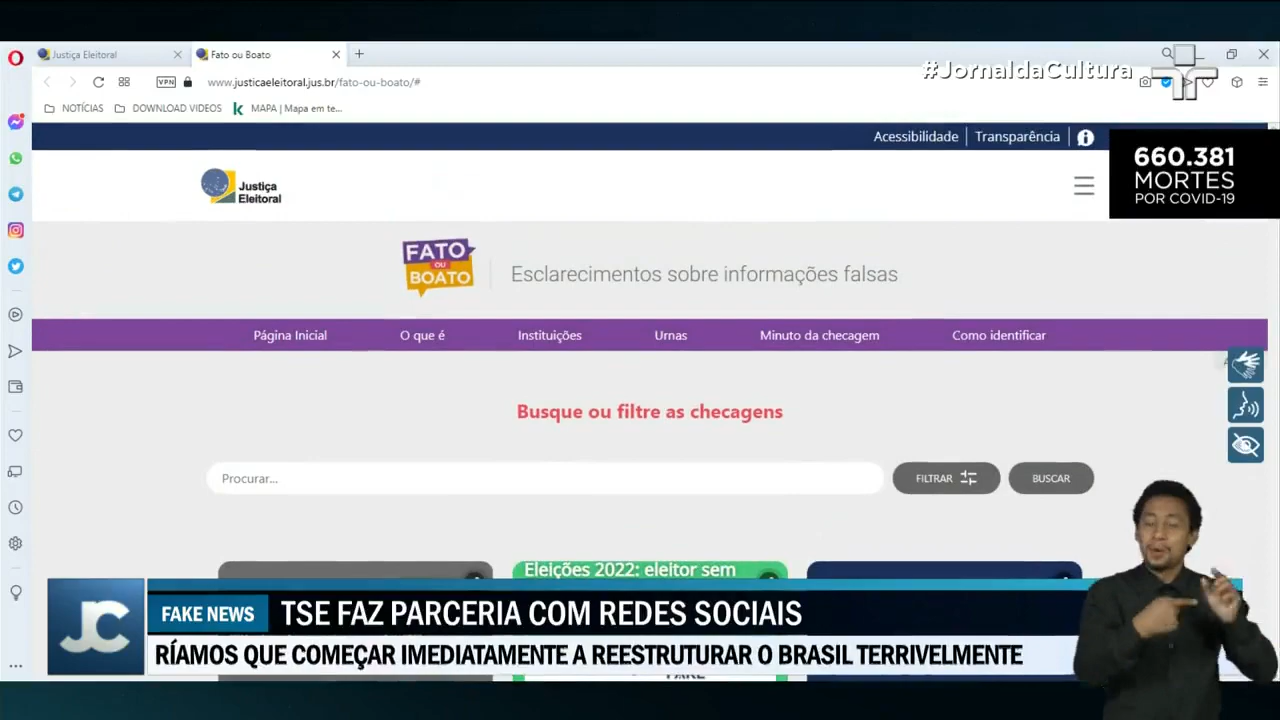 Justiça Eleitoral
Fato ou Boato
www.justicaeleitoral.jus.br/fato-ou-boato/#
VPN
#JornaldaCultura
NOTÍCIAS
DOWNLOAD VIDEOS
k MAPA | Mapa em te...
Acessibilidade | Transparência
660.381
MORTES
POR COVID-19
Justiça
Eleitoral
FATO
OU
BOATO
Esclarecimentos sobre informações falsas
Página Inicial
O que é
Instituições
Urnas
Minuto da checagem
Como identificar
Busque ou filtre as checagens
Procurar...
FILTRAR
BUSCAR
Eleições 2022: eleitor sem
JC
FAKE NEWS
TSE FAZ PARCERIA COM REDES SOCIAIS
RÍAMOS QUE COMEÇAR IMEDIATAMENTE A REESTRUTURAR O BRASIL TERRIVELMENTE